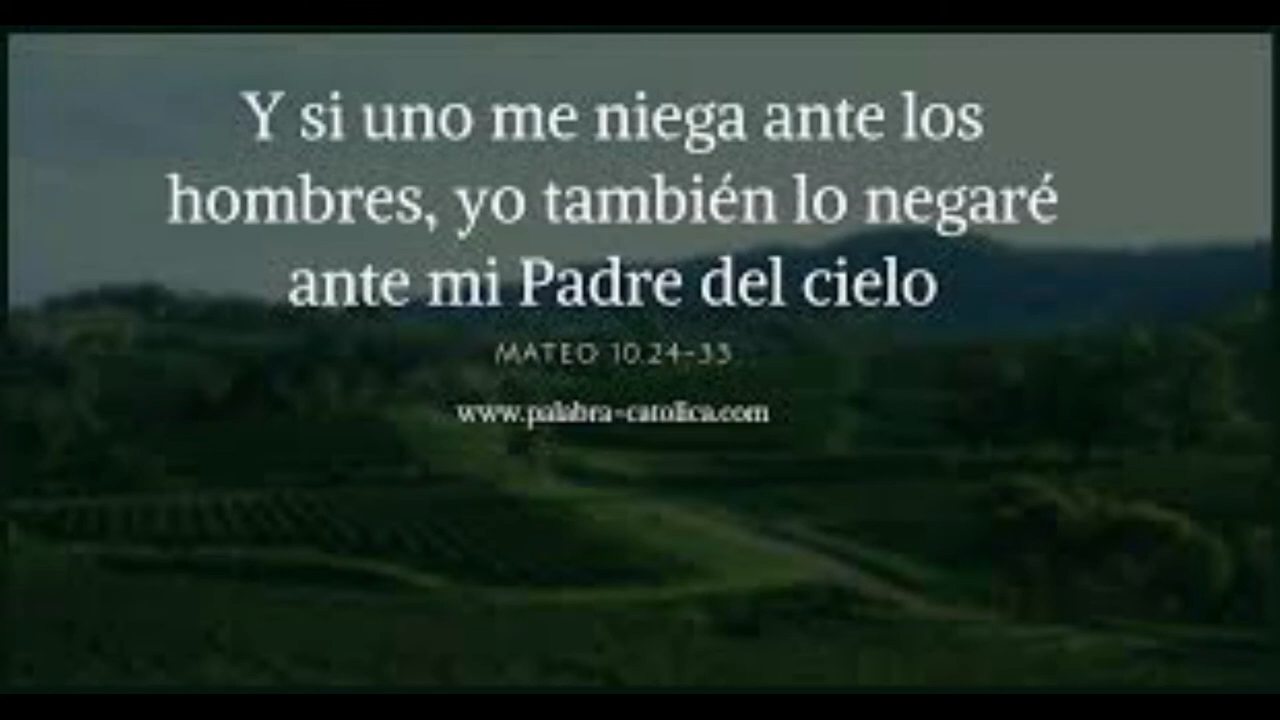 Y si uno me niega ante los
hombres, yo también lo negaré
ante mi Padre del cielo
MATEO 10.24-33
www.palabra-catolica.com